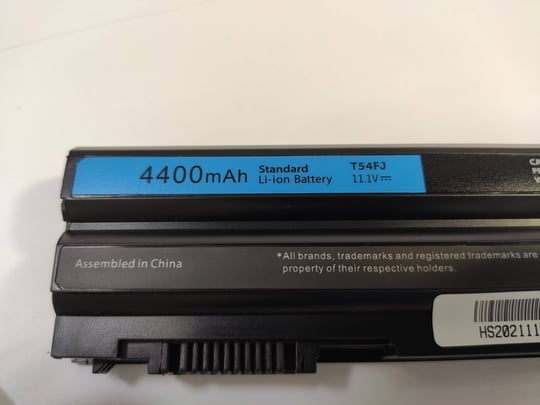 4400mAh
Standard
Li-ion Battery
T54FJ
11.1V
Assembled in China
*All brands, trademarks and registered trademarks are
property of their respective holders.